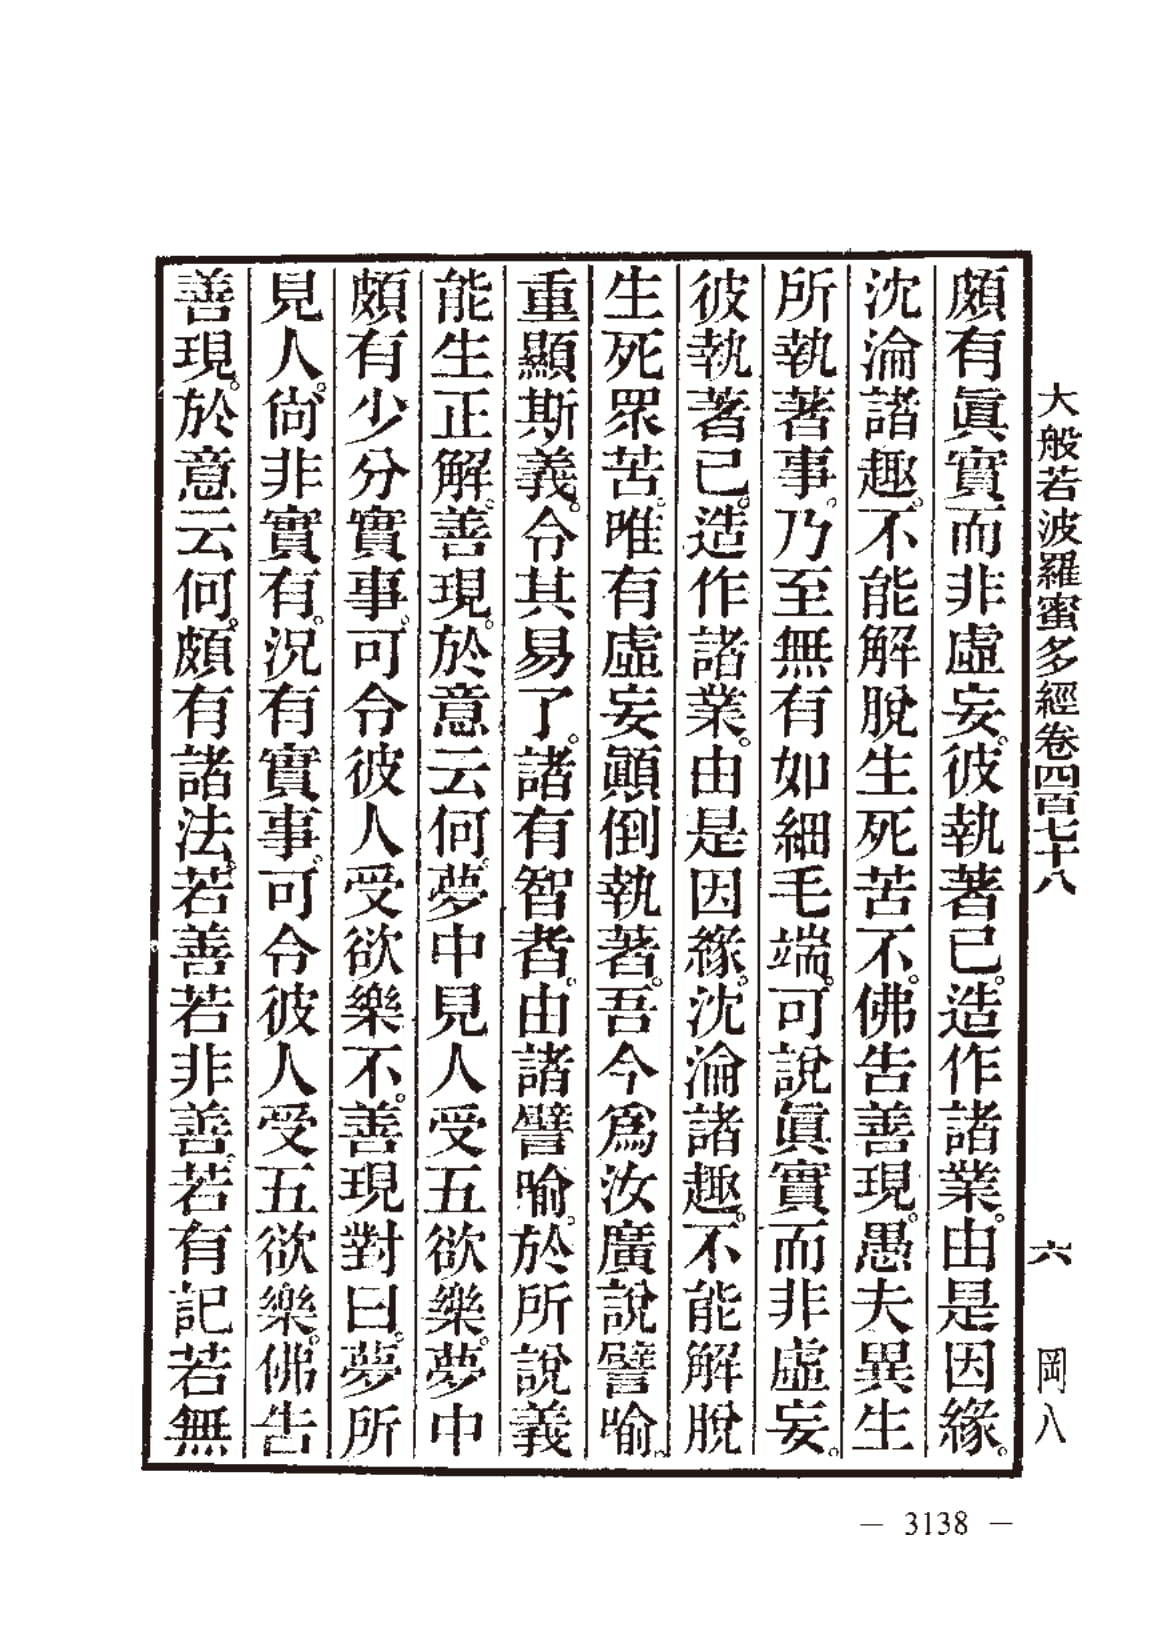 大般若波羅蜜多經卷四百七十八 六 岡八
頗有眞實而非虛妄。彼執著已。造作諸業。由是因緣。
沈淪諸趣。不能解脫生死苦不。佛告善現。愚夫異生
所執著事。乃至無有如細毛端。可說眞實而非虛妄。
彼執著已。造作諸業。由是因緣。沈淪諸趣。不能解脫
生死眾苦。唯有虛妄顚倒執著。吾今爲汝廣說譬喻。
重顯斯義。令其易了。諸有智者。由諸譬喻。於所說義
能生正解。善現。於意云何。夢中見人受五欲樂。夢中
頗有少分實事。可令彼人受欲樂不。善現對曰。夢所
見人。尙非實有。況有實事。可令彼人受五欲樂。佛告
善現。於意云何。頗有諸法。若善若非善。若有記若無
— 3138 —